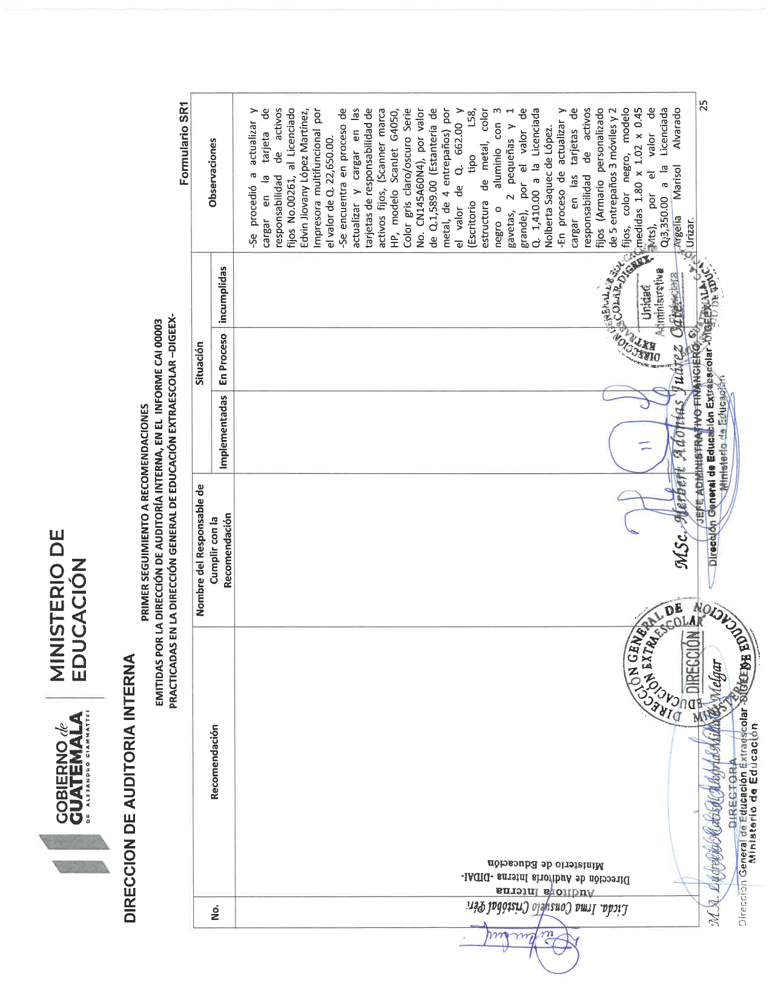 GOBIERNO de
GUATEMALA
DR. ALEJANDRO GIAMMATTEI
MINISTERIO DE
EDUCACIÓN
DIRECCION DE AUDITORIA INTERNA
PRIMER SEGUIMIENTO A RECOMENDACIONES
EMITIDAS POR LA DIRECCIÓN DE AUDITORÍA INTERNA, EN EL INFORME CAI 00003
PRACTICADAS EN LA DIRECCIÓN GENERAL DE EDUCACIÓN EXTRAESCOLAR –DIGEEX-
Formulario SR1
No.
Recomendación
Nombre del Responsable de
Cumplir con la
Recomendación
Situación
Implementadas
En Proceso
incumplidas
Observaciones
-Se procedió a actualizar y
cargar en la tarjeta de
responsabilidad de activos
fijos No.00261, al Licenciado
Edwin Jiovany López Martínez,
Impresora multifuncional por
el valor de Q. 22,650.00.
-Se encuentra en proceso de
actualizar y cargar en las
tarjetas de responsabilidad de
activos fijos, (Scanner marca
HP, modelo ScanJet G4050,
Color gris claro/oscuro Serie
No. CN145A60N4), por valor
de Q.1,589.00 (Estantería de
metal, de 4 entrepaños) por
el valor de Q. 662.00 y
(Escritorio tipo L58,
estructura de metal, color
negro o aluminio con 3
gavetas, 2 pequeñas y 1
grande), por el valor de
Q. 1,410.00 a la Licenciada
Nolberta Saquec de López.
-En proceso de actualizar y
cargar en las tarjetas de
responsabilidad de activos
fijos (Armario personalizado
de 5 entrepaños 3 móviles y 2
fijos, color negro, modelo
medidas 1.80 x 1.02 x 0.45
Mts), por el valor de
Q.3,350.00 a la Licenciada
Argelia Marisol Alvarado
Urizar.
25
Licda. Irma Consuelo Cristóbal
Auditora Interna
Dirección de Auditoría Interna -DIDAI-
Ministerio de Educación
DIRECCIÓN GENERAL DE
EDUCACIÓN EXTRAESCOLAR
DIRECCIÓN
MINISTERIO DE EDUCACION
M.A. Melgar
DIRECTORA
Direccion General de Educación Extraescolar -DIGEEX-
Ministerio de Educación
DIRECCION GENERAL DE EDUCACION
EXTRAESCOLAR-DIGEEX-
Unidad
Administrativa
Financiera
MSc. Herbert Adonias Juárez
JEFE ADMINISTRATIVO FINANCIERO
Dirección General de Educación Extraescolar -DIGEEX-
Ministerio de Educación